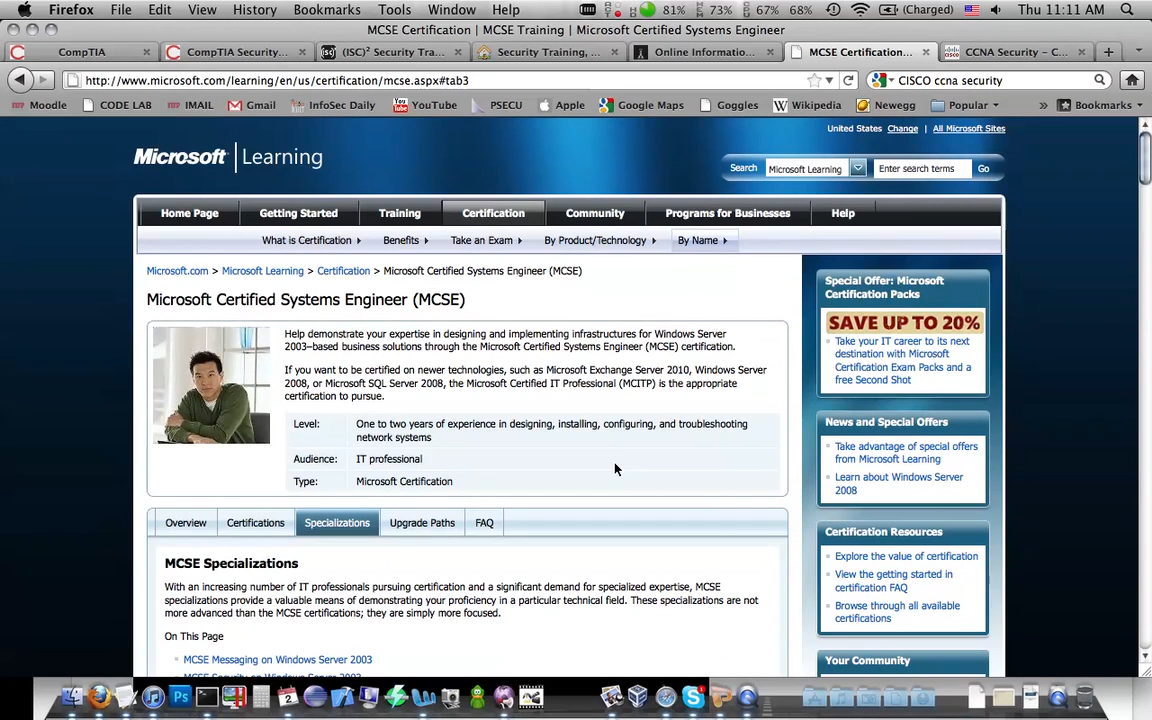 Firefox File Edit View History Bookmarks Tools Window Help 81% 73% 67% 68% (Charged) Thu 11:11 AM
MCSE Certification | MCSE Training | Microsoft Certified Systems Engineer
CompTIA CompTIA Security... (ISC)² Security Tra... Security Training, ... Online Informatio... MCSE Certification... CCNA Security – C...
http://www.microsoft.com/learning/en/us/certification/mcse.aspx#tab3 CISCO ccna security
Moodle CODE LAB IMAIL Gmail InfoSec Daily YouTube PSECU Apple Google Maps Goggles Wikipedia Newegg Popular Bookmarks
United States Change | All Microsoft Sites
Microsoft | Learning
Search Microsoft Learning Enter search terms Go
Home Page Getting Started Training Certification Community Programs for Businesses Help
What is Certification Benefits Take an Exam By Product/Technology By Name
Microsoft.com > Microsoft Learning > Certification > Microsoft Certified Systems Engineer (MCSE)
Microsoft Certified Systems Engineer (MCSE)
Help demonstrate your expertise in designing and implementing infrastructures for Windows Server
2003–based business solutions through the Microsoft Certified Systems Engineer (MCSE) certification.
If you want to be certified on newer technologies, such as Microsoft Exchange Server 2010, Windows Server
2008, or Microsoft SQL Server 2008, the Microsoft Certified IT Professional (MCITP) is the appropriate
certification to pursue.
Level: One to two years of experience in designing, installing, configuring, and troubleshooting
network systems
Audience: IT professional
Type: Microsoft Certification
Overview Certifications Specializations Upgrade Paths FAQ
MCSE Specializations
With an increasing number of IT professionals pursuing certification and a significant demand for specialized expertise, MCSE
specializations provide a valuable means of demonstrating your proficiency in a particular technical field. These specializations are not
more advanced than the MCSE certifications; they are simply more focused.
On This Page
MCSE Messaging on Windows Server 2003
MCSE Security on Windows Server 2003
Special Offer: Microsoft
Certification Packs
SAVE UP TO 20%
Take your IT career to its next
destination with Microsoft
Certification Exam Packs and a
free Second Shot
News and Special Offers
Take advantage of special offers
from Microsoft Learning
Learn about Windows Server
2008
Certification Resources
Explore the value of certification
View the getting started in
certification FAQ
Browse through all available
certifications
Your Community